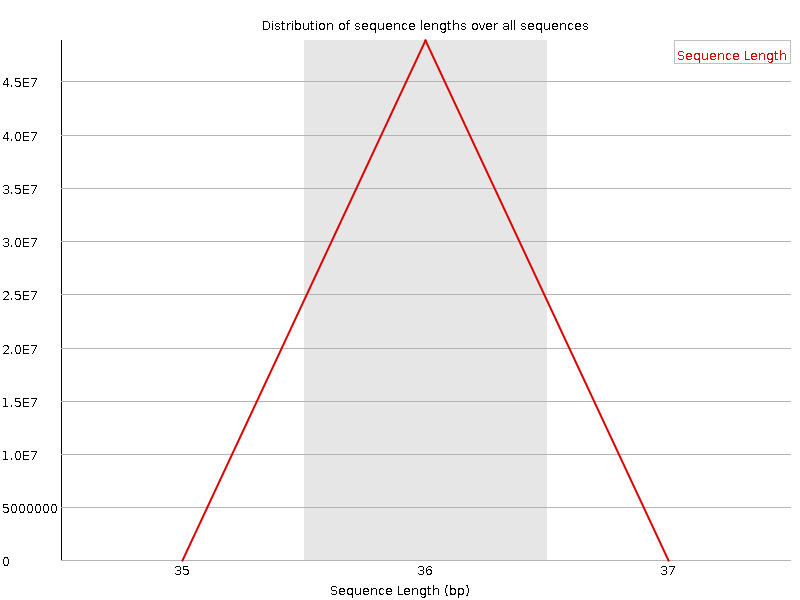 Distribution of sequence lengths over all sequences
Sequence Length
4.5E7
4.0E7
3.5E7
3.0E7
2.5E7
2.0E7
1.5E7
1.0E7
5000000
0
35 36 37
Sequence Length (bp)